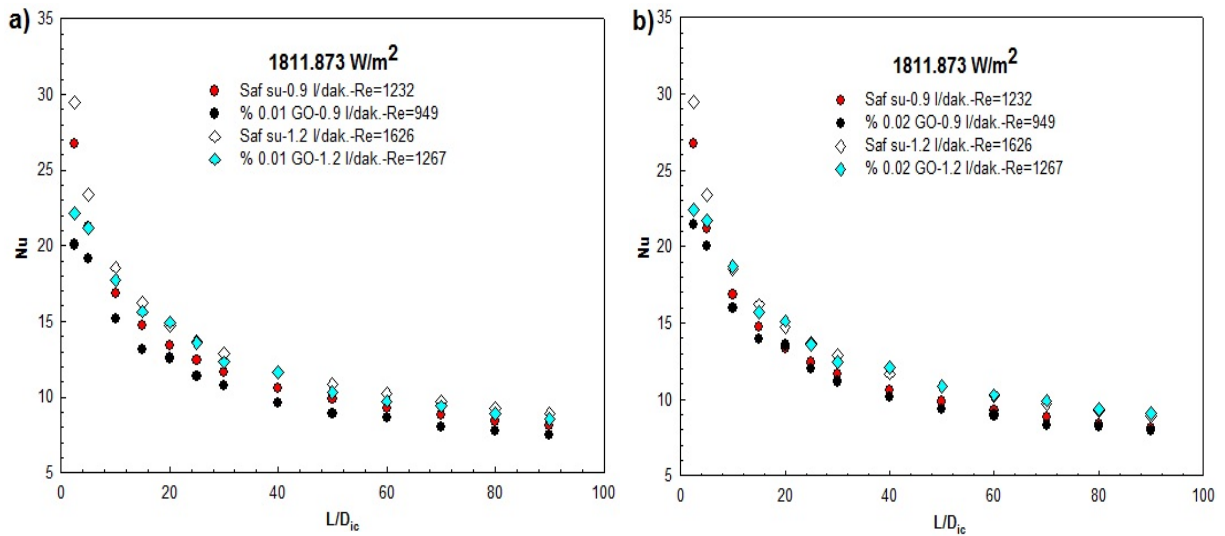 a)
1811.873 W/m²
Saf su-0.9 l/dak.-Re=1232
% 0.01 GO-0.9 l/dak.-Re=949
Saf su-1.2 l/dak.-Re=1626
% 0.01 GO-1.2 l/dak.-Re=1267
35
30
25
20
15
10
5
Nu
0 20 40 60 80 100
L/Dic
b)
1811.873 W/m²
Saf su-0.9 l/dak.-Re=1232
% 0.02 GO-0.9 l/dak.-Re=949
Saf su-1.2 l/dak.-Re=1626
% 0.02 GO-1.2 l/dak.-Re=1267
35
30
25
20
15
10
5
Nu
0 20 40 60 80 100
L/Dic